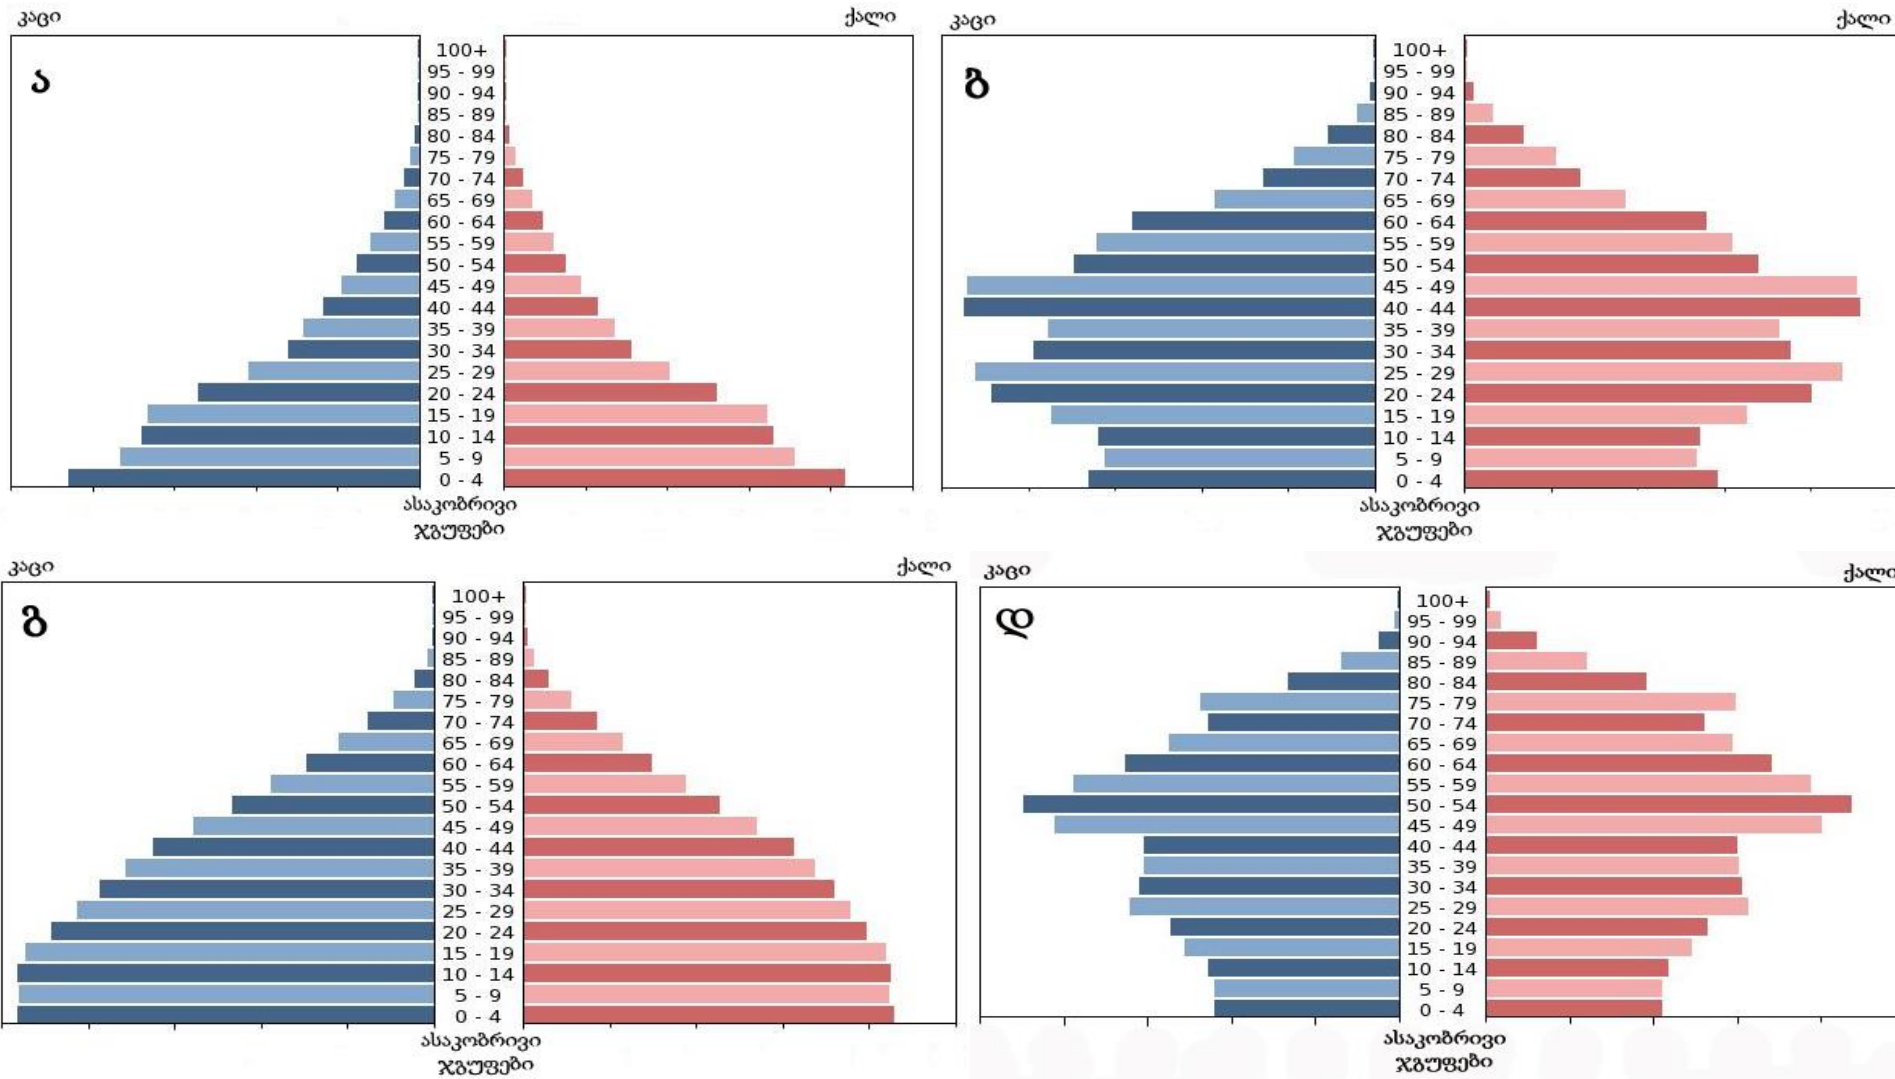 კაცი
ქალი
ა
100+
95 - 99
90 - 94
85 - 89
80 - 84
75 - 79
70 - 74
65 - 69
60 - 64
55 - 59
50 - 54
45 - 49
40 - 44
35 - 39
30 - 34
25 - 29
20 - 24
15 - 19
10 - 14
5 - 9
0 - 4
ასაკობრივი
ჯგუფები
კაცი
ქალი
ბ
100+
95 - 99
90 - 94
85 - 89
80 - 84
75 - 79
70 - 74
65 - 69
60 - 64
55 - 59
50 - 54
45 - 49
40 - 44
35 - 39
30 - 34
25 - 29
20 - 24
15 - 19
10 - 14
5 - 9
0 - 4
ასაკობრივი
ჯგუფები
კაცი
ქალი
გ
100+
95 - 99
90 - 94
85 - 89
80 - 84
75 - 79
70 - 74
65 - 69
60 - 64
55 - 59
50 - 54
45 - 49
40 - 44
35 - 39
30 - 34
25 - 29
20 - 24
15 - 19
10 - 14
5 - 9
0 - 4
ასაკობრივი
ჯგუფები
კაცი
ქალი
დ
100+
95 - 99
90 - 94
85 - 89
80 - 84
75 - 79
70 - 74
65 - 69
60 - 64
55 - 59
50 - 54
45 - 49
40 - 44
35 - 39
30 - 34
25 - 29
20 - 24
15 - 19
10 - 14
5 - 9
0 - 4
ასაკობრივი
ჯგუფები